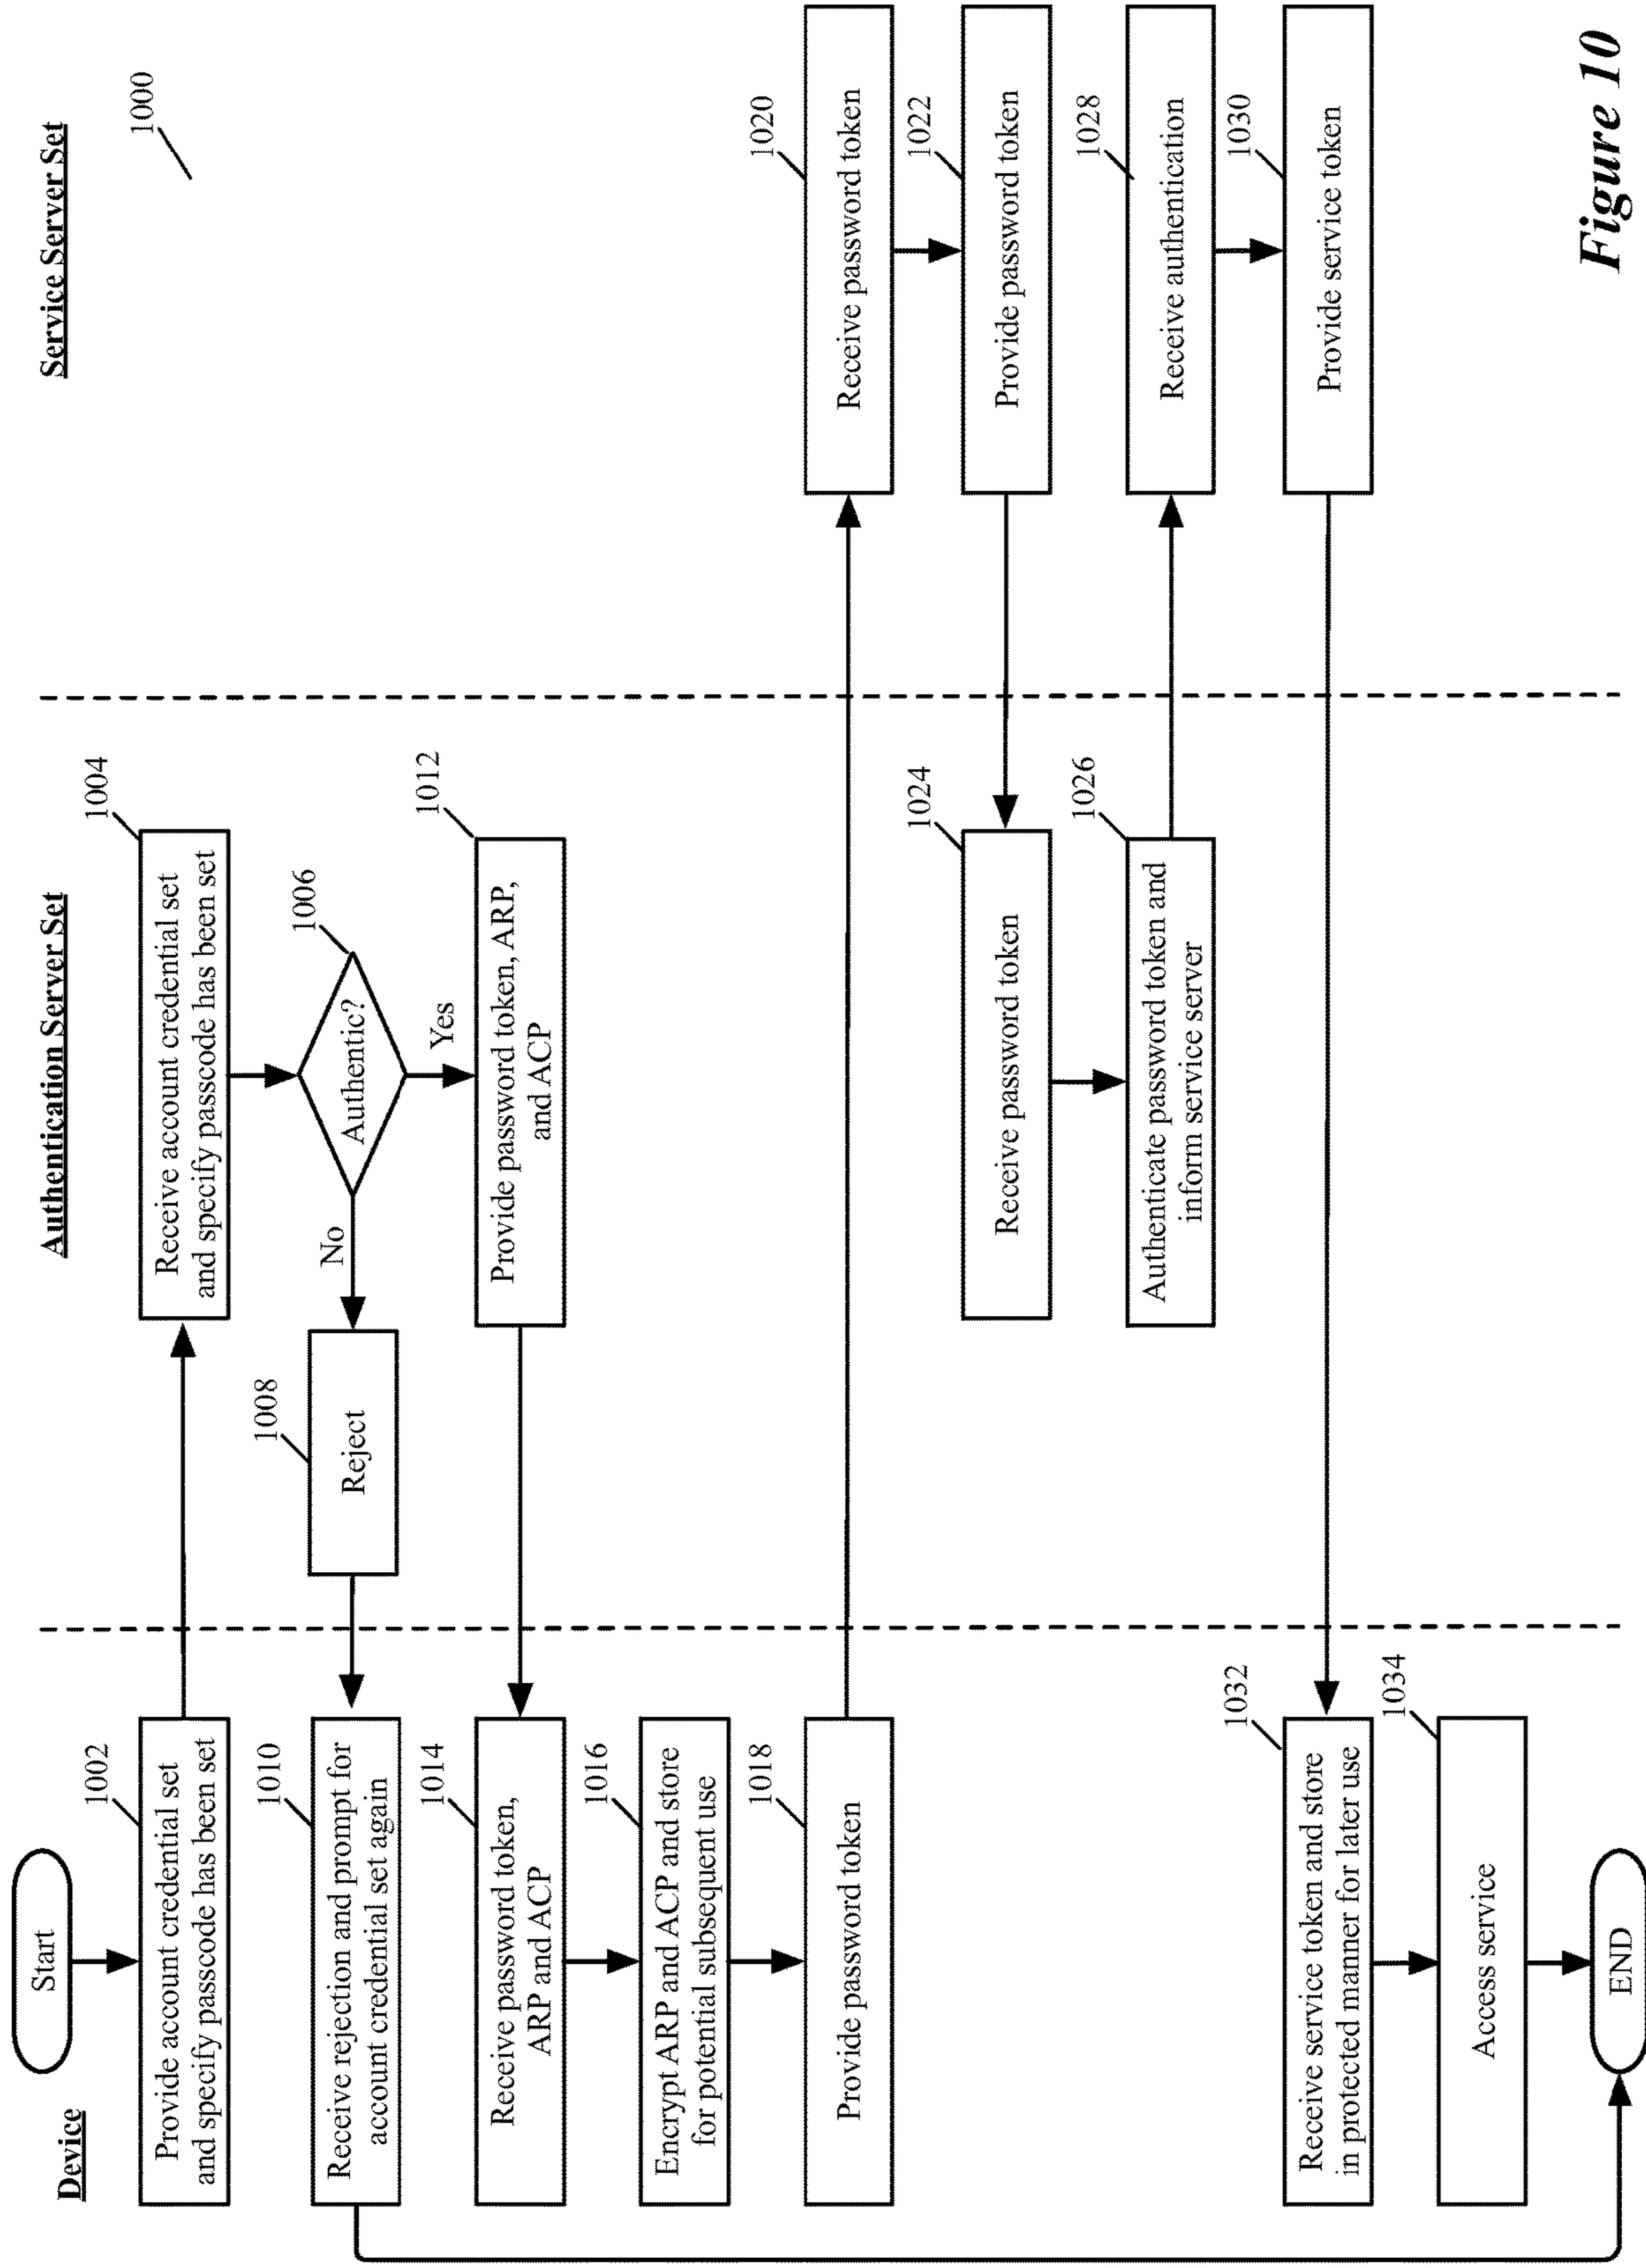 Device
Authentication Server Set
Service Server Set
1000
Start
1002
Provide account credential set
and specify passcode has been set
1004
Receive account credential set
and specify passcode has been set
1006
Authentic?
No
Yes
1008
Reject
1010
Receive rejection and prompt for
account credential set again
1012
Provide password token, ARP,
and ACP
1014
Receive password token,
ARP and ACP
1016
Encrypt ARP and ACP and store
for potential subsequent use
1018
Provide password token
1020
Receive password token
1022
Provide password token
1024
Receive password token
1026
Authenticate password token and
inform service server
1028
Receive authentication
1030
Provide service token
1032
Receive service token and store
in protected manner for later use
1034
Access service
END
Figure 10